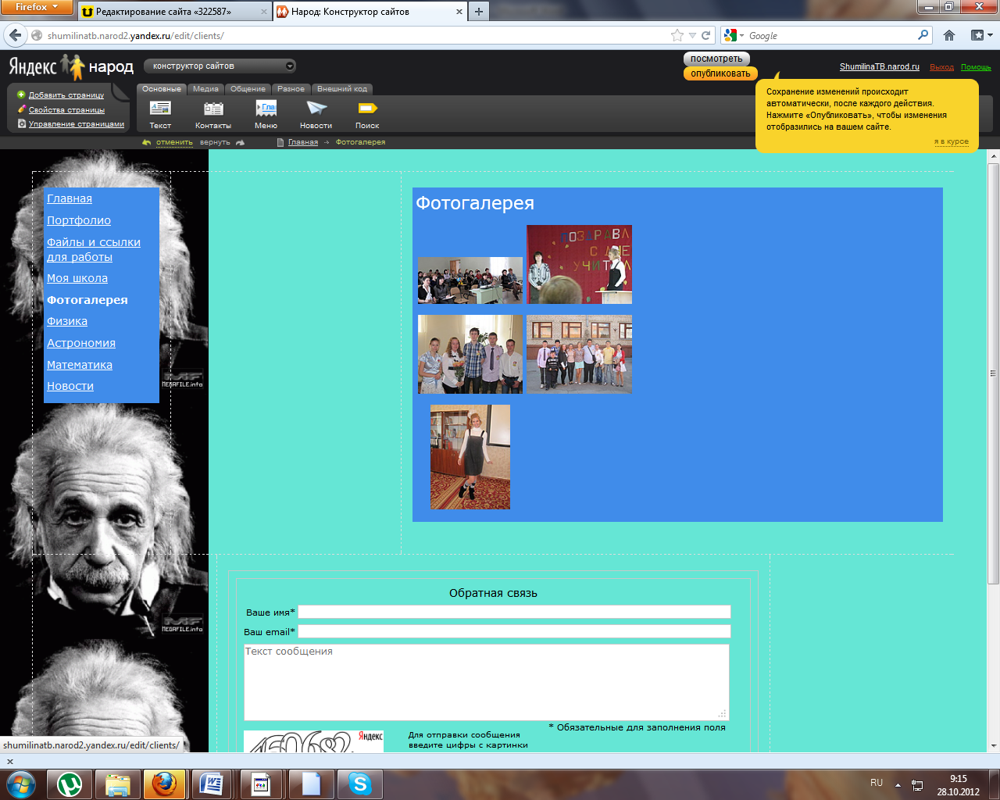 Firefox
Редактирование сайта «322587»
Народ: Конструктор сайтов
shumilinatb.narod2.yandex.ru/edit/clients/
Google
Яндекс народ
конструктор сайтов
посмотреть
опубликовать
ShumilinaTB.narod.ru
Выход
Помощь
Добавить страницу
Свойства страницы
Управление страницами
Основные
Медиа
Общение
Разное
Внешний код
Текст
Контакты
Меню
Новости
Поиск
Сохранение изменений происходит
автоматически, после каждого действия.
Нажмите «Опубликовать», чтобы изменения
отобразились на вашем сайте.
я в курсе
отменить
вернуть
Главная → Фотогалерея
Главная
Портфолио
Файлы и ссылки
для работы
Моя школа
Фотогалерея
Физика
Астрономия
Математика
Новости
MEGAFILE.info
Фотогалерея
ПОЗДРАВЛ
С ДНЕ
УЧИТЕЛ
MEGAFILE.info
Обратная связь
Ваше имя*
Ваш email*
Текст сообщения
* Обязательные для заполнения поля
Яндекс
Для отправки сообщения
введите цифры с картинки
shumilinatb.narod2.yandex.ru/edit/clients/
RU
9:15
28.10.2012